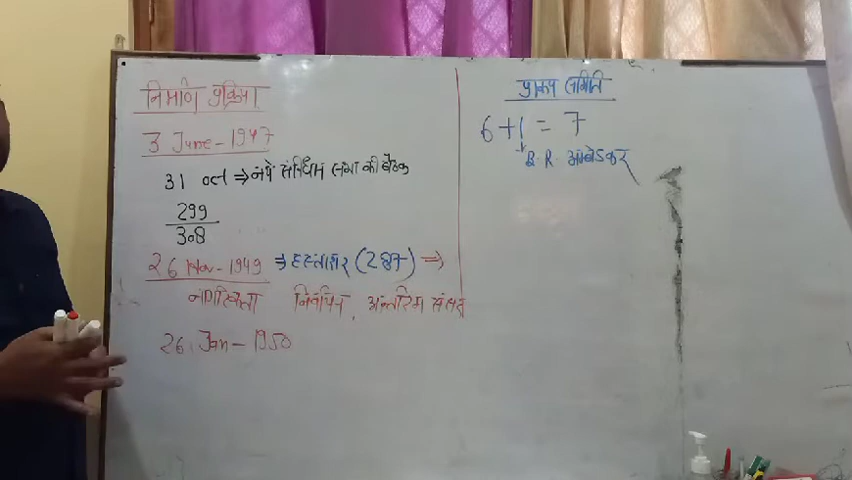 निर्माण प्रक्रिया
3 June - 1947
31 oct ⇒ नये संविधान सभा की बैठक
299
308
26 Nov - 1949 ⇒ हस्ताक्षर (284) ⇒
नागरिकता निर्वाचन, अन्तरिम संसद
26 Jan - 1950
प्रारूप समिति
6 + 1 = 7
B. R. अंबेडकर